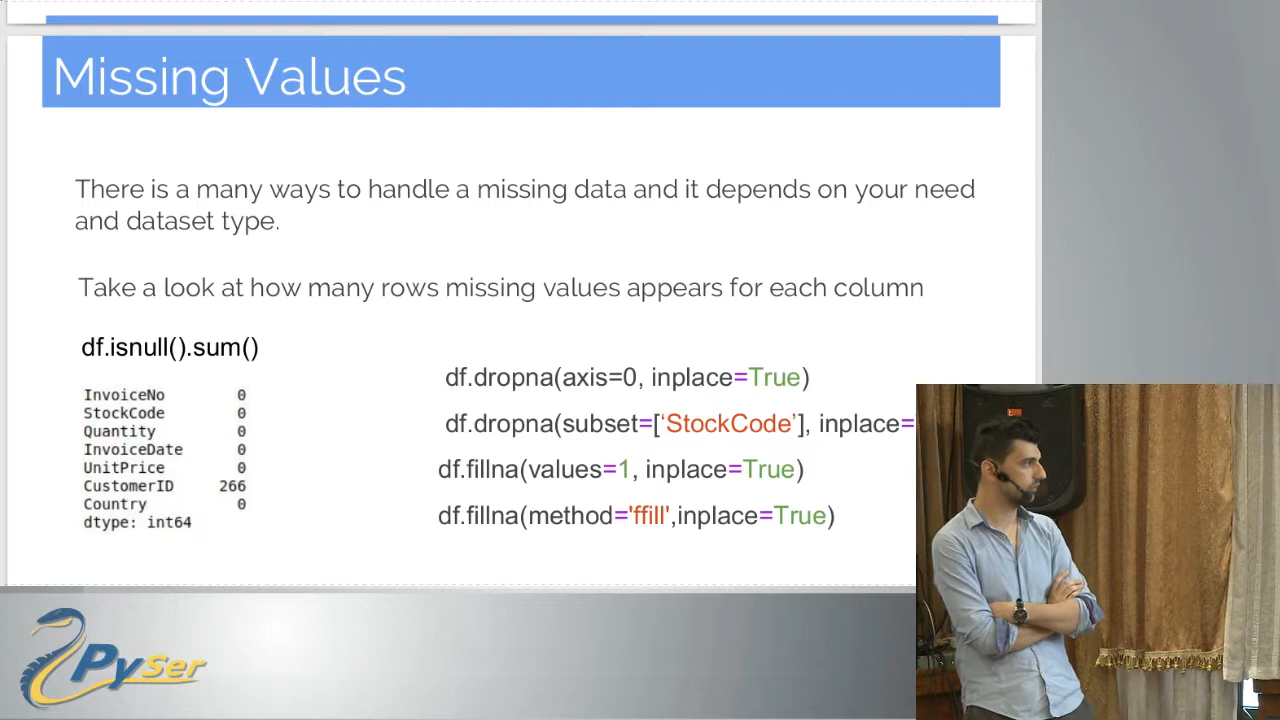 Missing Values
There is a many ways to handle a missing data and it depends on your need
and dataset type.
Take a look at how many rows missing values appears for each column
df.isnull().sum()
InvoiceNo 0
StockCode 0
Quantity 0
InvoiceDate 0
UnitPrice 0
CustomerID 266
Country 0
dtype: int64
df.dropna(axis=0, inplace=True)
df.dropna(subset=[‘StockCode’], inplace=
df.fillna(values=1, inplace=True)
df.fillna(method='ffill',inplace=True)
PySer